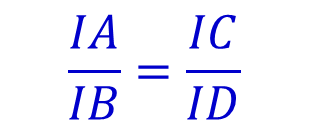 IA/IB = IC/ID